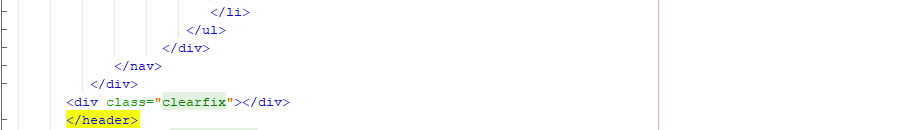 </li>
</ul>
</div>
</nav>
</div>
<div class="clearfix"></div>
</header>